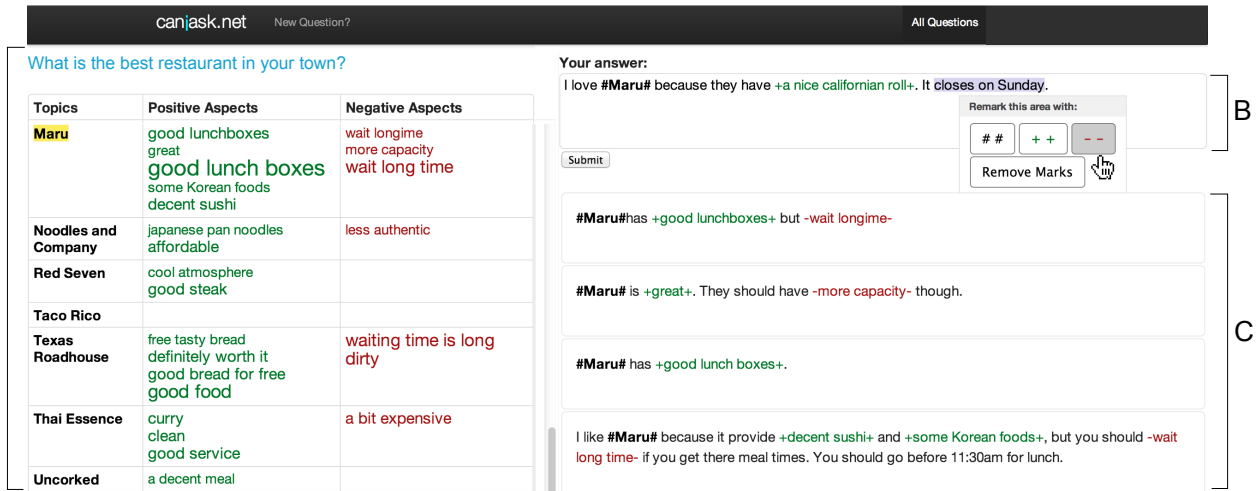 canjask.net New Question? All Questions
What is the best restaurant in your town?
Topics Positive Aspects Negative Aspects
Maru good lunchboxes wait longime
great more capacity
good lunch boxes wait long time
some Korean foods
decent sushi
Noodles and Company japanese pan noodles less authentic
affordable
Red Seven cool atmosphere
good steak
Taco Rico
Texas Roadhouse free tasty bread waiting time is long
definitely worth it dirty
good bread for free
good food
Thai Essence curry a bit expensive
clean
good service
Uncorked a decent meal
Your answer:
I love #Maru# because they have +a nice californian roll+. It closes on Sunday.
Remark this area with:
# # + + - -
Remove Marks
Submit
B
#Maru#has +good lunchboxes+ but -wait longime-
#Maru# is +great+. They should have -more capacity- though.
#Maru# has +good lunch boxes+.
I like #Maru# because it provide +decent sushi+ and +some Korean foods+, but you should -wait
long time- if you get there meal times. You should go before 11:30am for lunch.
C